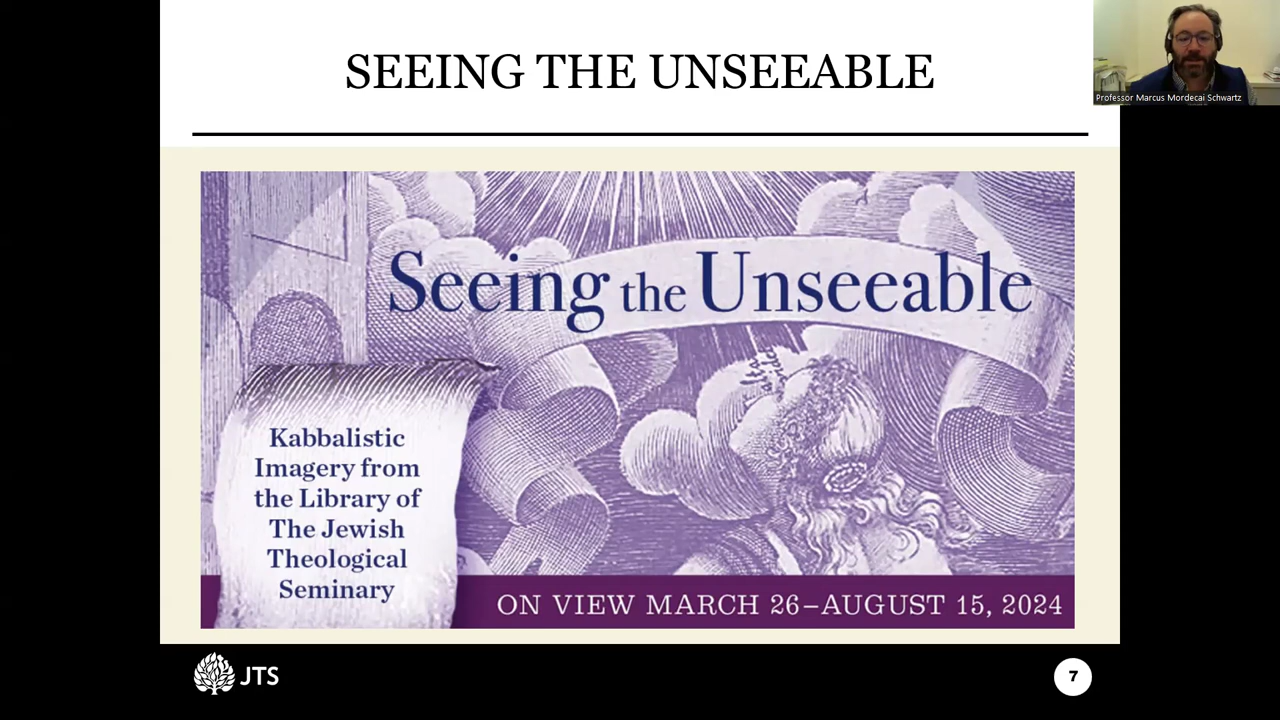 SEEING THE UNSEEABLE
Professor Marcus Mordecai Schwartz
Seeing the Unseeable
Kabbalistic
Imagery from
the Library of
The Jewish
Theological
Seminary
ON VIEW MARCH 26–AUGUST 15, 2024
JTS
7